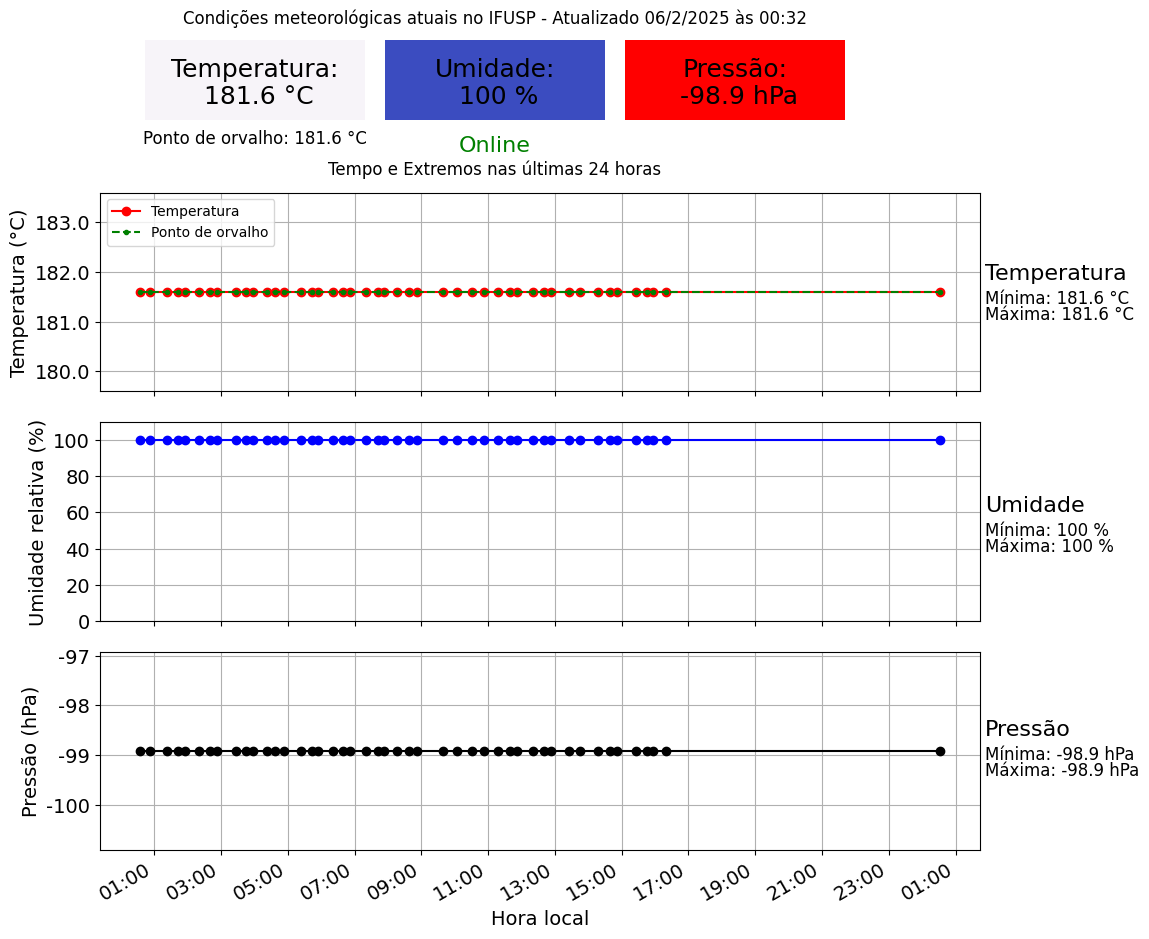 Condições meteorológicas atuais no IFUSP - Atualizado 06/2/2025 às 00:32
Temperatura:
181.6 °C
Umidade:
100 %
Pressão:
-98.9 hPa
Ponto de orvalho: 181.6 °C
Online
Tempo e Extremos nas últimas 24 horas
Temperatura (°C)
183.0
182.0
181.0
180.0
Temperatura
Ponto de orvalho
Temperatura
Mínima: 181.6 °C
Máxima: 181.6 °C
Umidade relativa (%)
100
80
60
40
20
0
Umidade
Mínima: 100 %
Máxima: 100 %
Pressão (hPa)
-97
-98
-99
-100
Pressão
Mínima: -98.9 hPa
Máxima: -98.9 hPa
01:00 03:00 05:00 07:00 09:00 11:00 13:00 15:00 17:00 19:00 21:00 23:00 01:00
Hora local